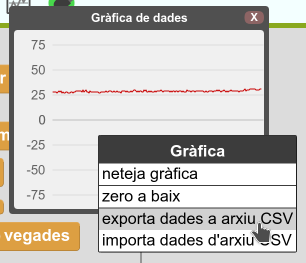 Gràfica de dades
X
75
50
25
0
-25
-50
-75
Gràfica
neteja gràfica
zero a baix
exporta dades a arxiu CSV
importa dades d'arxiu CSV
vegades